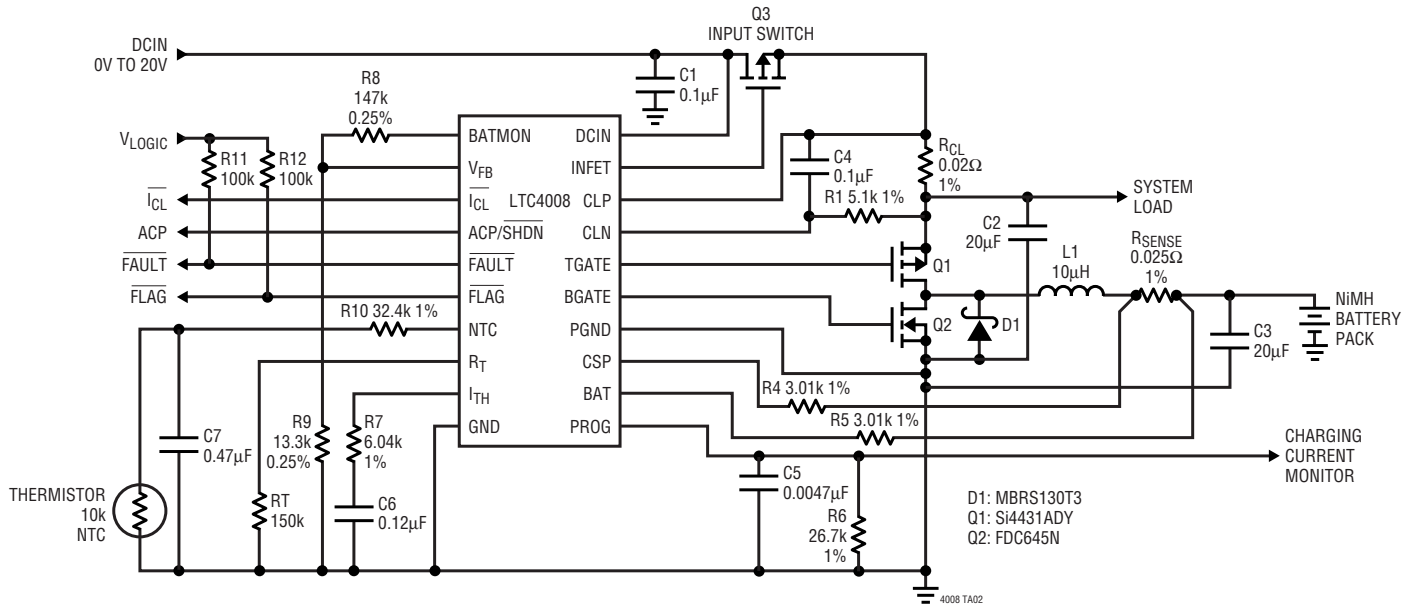 Q3
INPUT SWITCH
DCIN
0V TO 20V
C1
0.1µF
R8
147k
0.25%
VLOGIC
R11
100k
R12
100k
ICL
ACP
FAULT
FLAG
BATMON
VFB
ICL
ACP/SHDN
FAULT
FLAG
NTC
RT
ITH
GND
LTC4008
DCIN
INFET
CLP
CLN
TGATE
BGATE
PGND
CSP
BAT
PROG
C4
0.1µF
R1 5.1k 1%
RCL
0.02Ω
1%
SYSTEM
LOAD
C2
20µF
L1
10µH
RSENSE
0.025Ω
1%
Q1
Q2
D1
NiMH
BATTERY
PACK
C3
20µF
R10 32.4k 1%
R4 3.01k 1%
R5 3.01k 1%
R9
13.3k
0.25%
R7
6.04k
1%
C7
0.47µF
THERMISTOR
10k
NTC
RT
150k
C6
0.12µF
C5
0.0047µF
R6
26.7k
1%
CHARGING
CURRENT
MONITOR
D1: MBRS130T3
Q1: Si4431ADY
Q2: FDC645N
4008 TA02